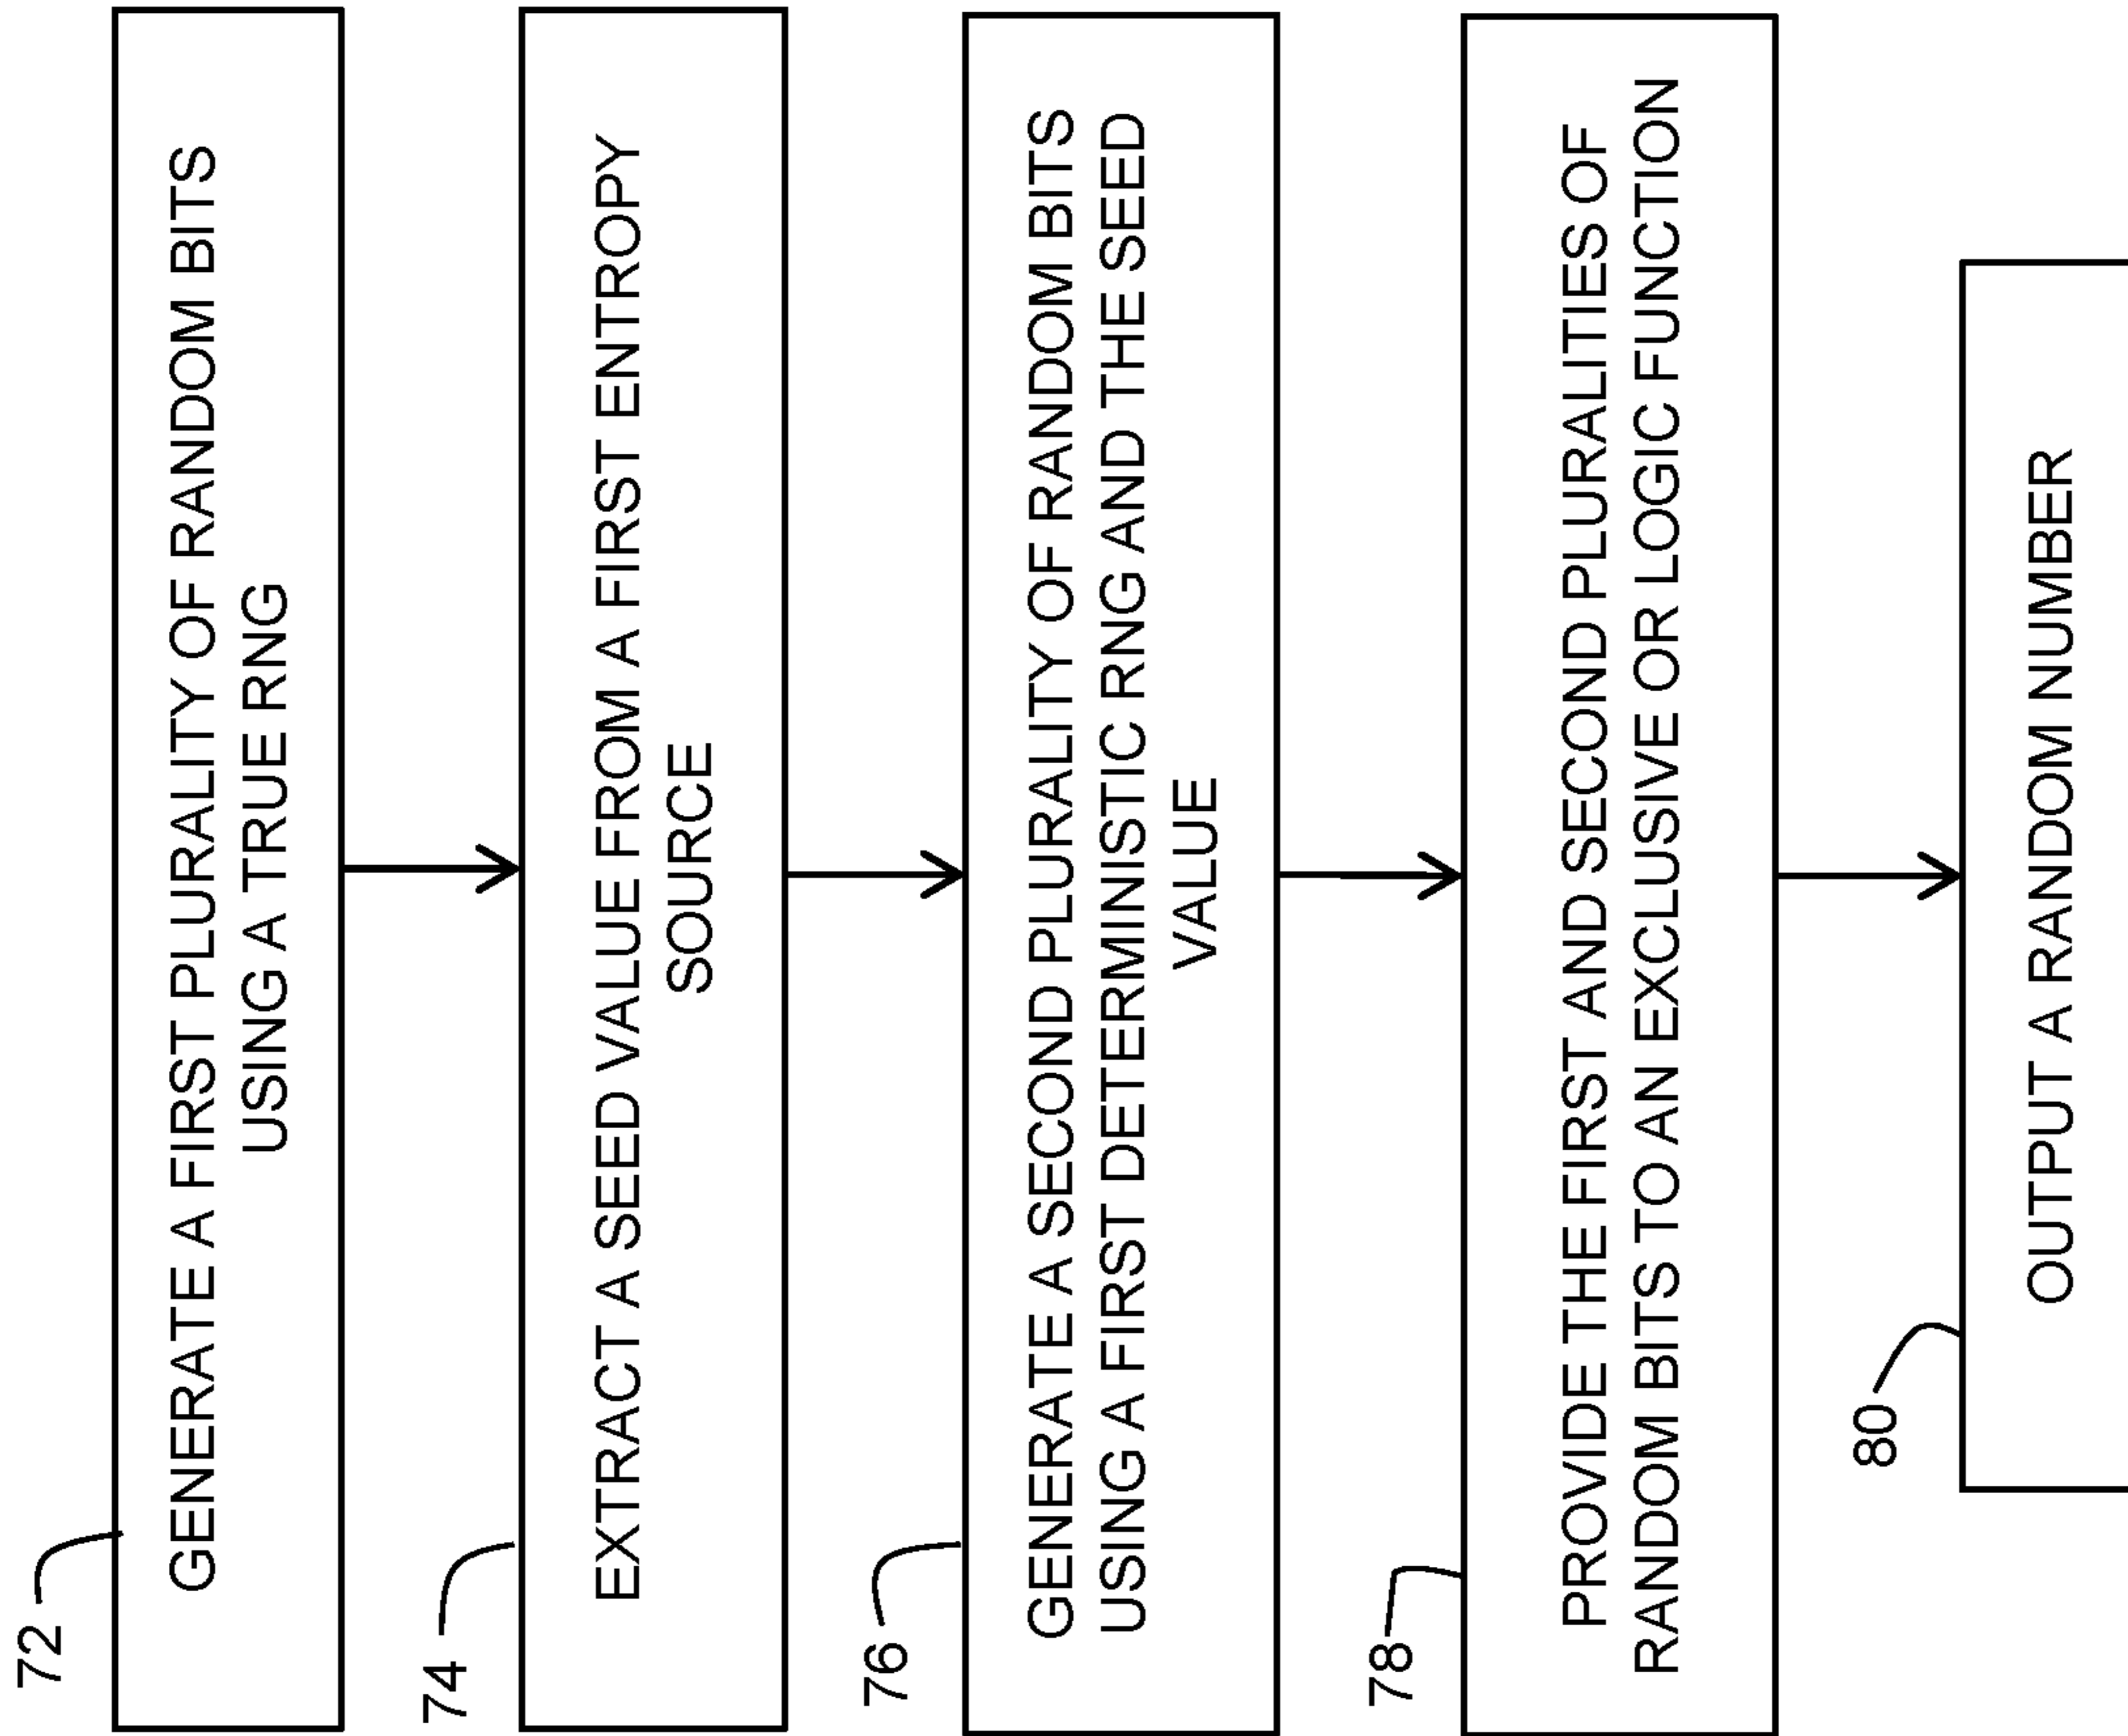 72
GENERATE A FIRST PLURALITY OF RANDOM BITS
USING A TRUE RNG
74
EXTRACT A SEED VALUE FROM A FIRST ENTROPY
SOURCE
76
GENERATE A SECOND PLURALITY OF RANDOM BITS
USING A FIRST DETERMINISTIC RNG AND THE SEED
VALUE
78
PROVIDE THE FIRST AND SECOND PLURALITIES OF
RANDOM BITS TO AN EXCLUSIVE OR LOGIC FUNCTION
80
OUTPUT A RANDOM NUMBER